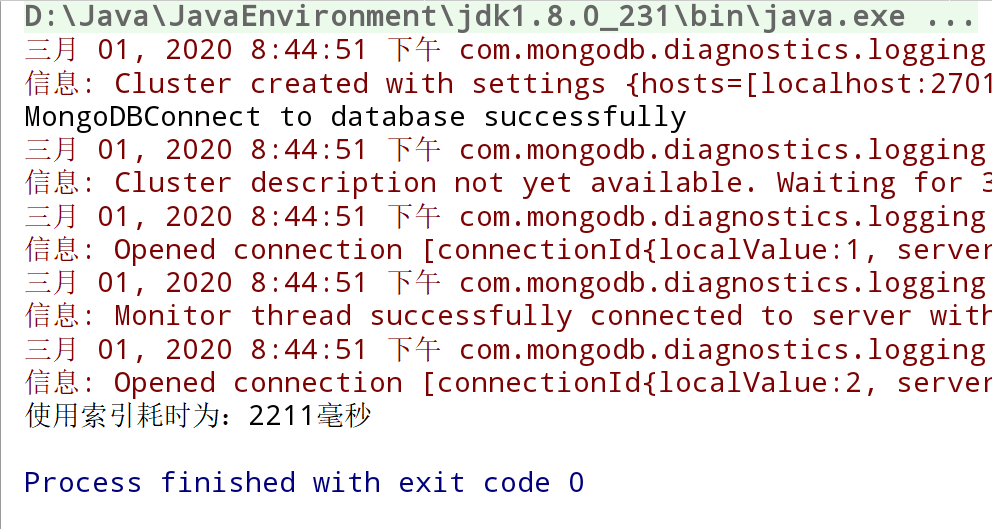 D:\Java\JavaEnvironment\jdk1.8.0_231\bin\java.exe ...
三月 01, 2020 8:44:51 下午 com.mongodb.diagnostics.logging
信息: Cluster created with settings {hosts=[localhost:2701
MongoDBConnect to database successfully
三月 01, 2020 8:44:51 下午 com.mongodb.diagnostics.logging
信息: Cluster description not yet available. Waiting for 3
三月 01, 2020 8:44:51 下午 com.mongodb.diagnostics.logging
信息: Opened connection [connectionId{localValue:1, server
三月 01, 2020 8:44:51 下午 com.mongodb.diagnostics.logging
信息: Monitor thread successfully connected to server with
三月 01, 2020 8:44:51 下午 com.mongodb.diagnostics.logging
信息: Opened connection [connectionId{localValue:2, server
使用索引耗时为：2211毫秒
Process finished with exit code 0